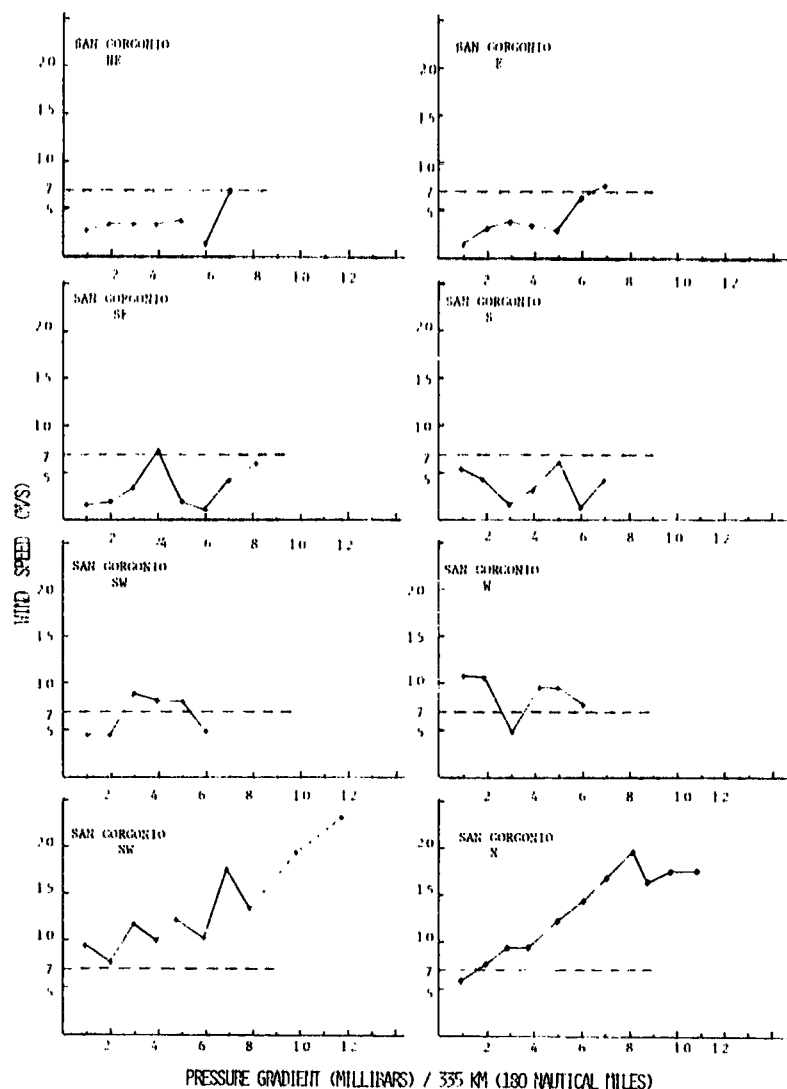 SAN GORGONIO
NE
20
15
10
7
5
2 4 6 8 10 12
SAN GORGONIO
E
20
15
10
7
5
2 4 6 8 10 12
SAN GORGONIO
SE
20
15
10
7
5
2 4 6 8 10 12
SAN GORGONIO
S
20
15
10
7
5
2 4 6 8 10 12
SAN GORGONIO
SW
20
15
10
7
5
2 4 6 8 10 12
SAN GORGONIO
W
20
15
10
7
5
2 4 6 8 10 12
SAN GORGONIO
SW
20
15
10
7
5
2 4 6 8 10 12
SAN GORGONIO
N
20
15
10
7
5
2 4 6 8 10 12
WIND SPEED (M/S)
PRESSURE GRADIENT (MILLIBARS) / 335 KM (180 NAUTICAL MILES)